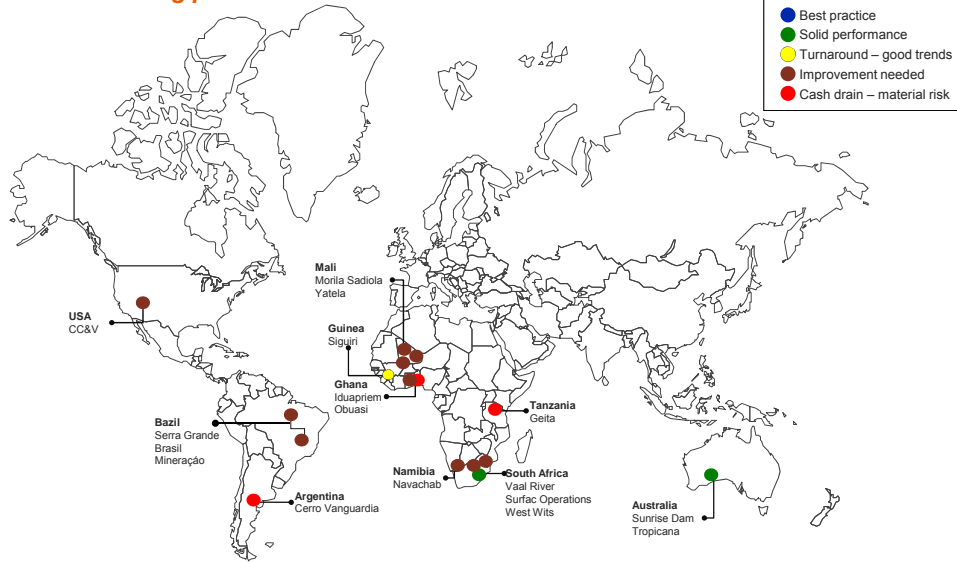 Best practice
Solid performance
Turnaround – good trends
Improvement needed
Cash drain – material risk
Mali
Morila Sadiola
Yatela
USA
CC&V
Guinea
Siguiri
Ghana
Iduapriem
Obuasi
Tanzania
Geita
Bazil
Serra Grande
Brasil
Mineração
Namibia
Navachab
South Africa
Vaal River
Surfac Operations
West Wits
Argentina
Cerro Vanguardia
Australia
Sunrise Dam
Tropicana